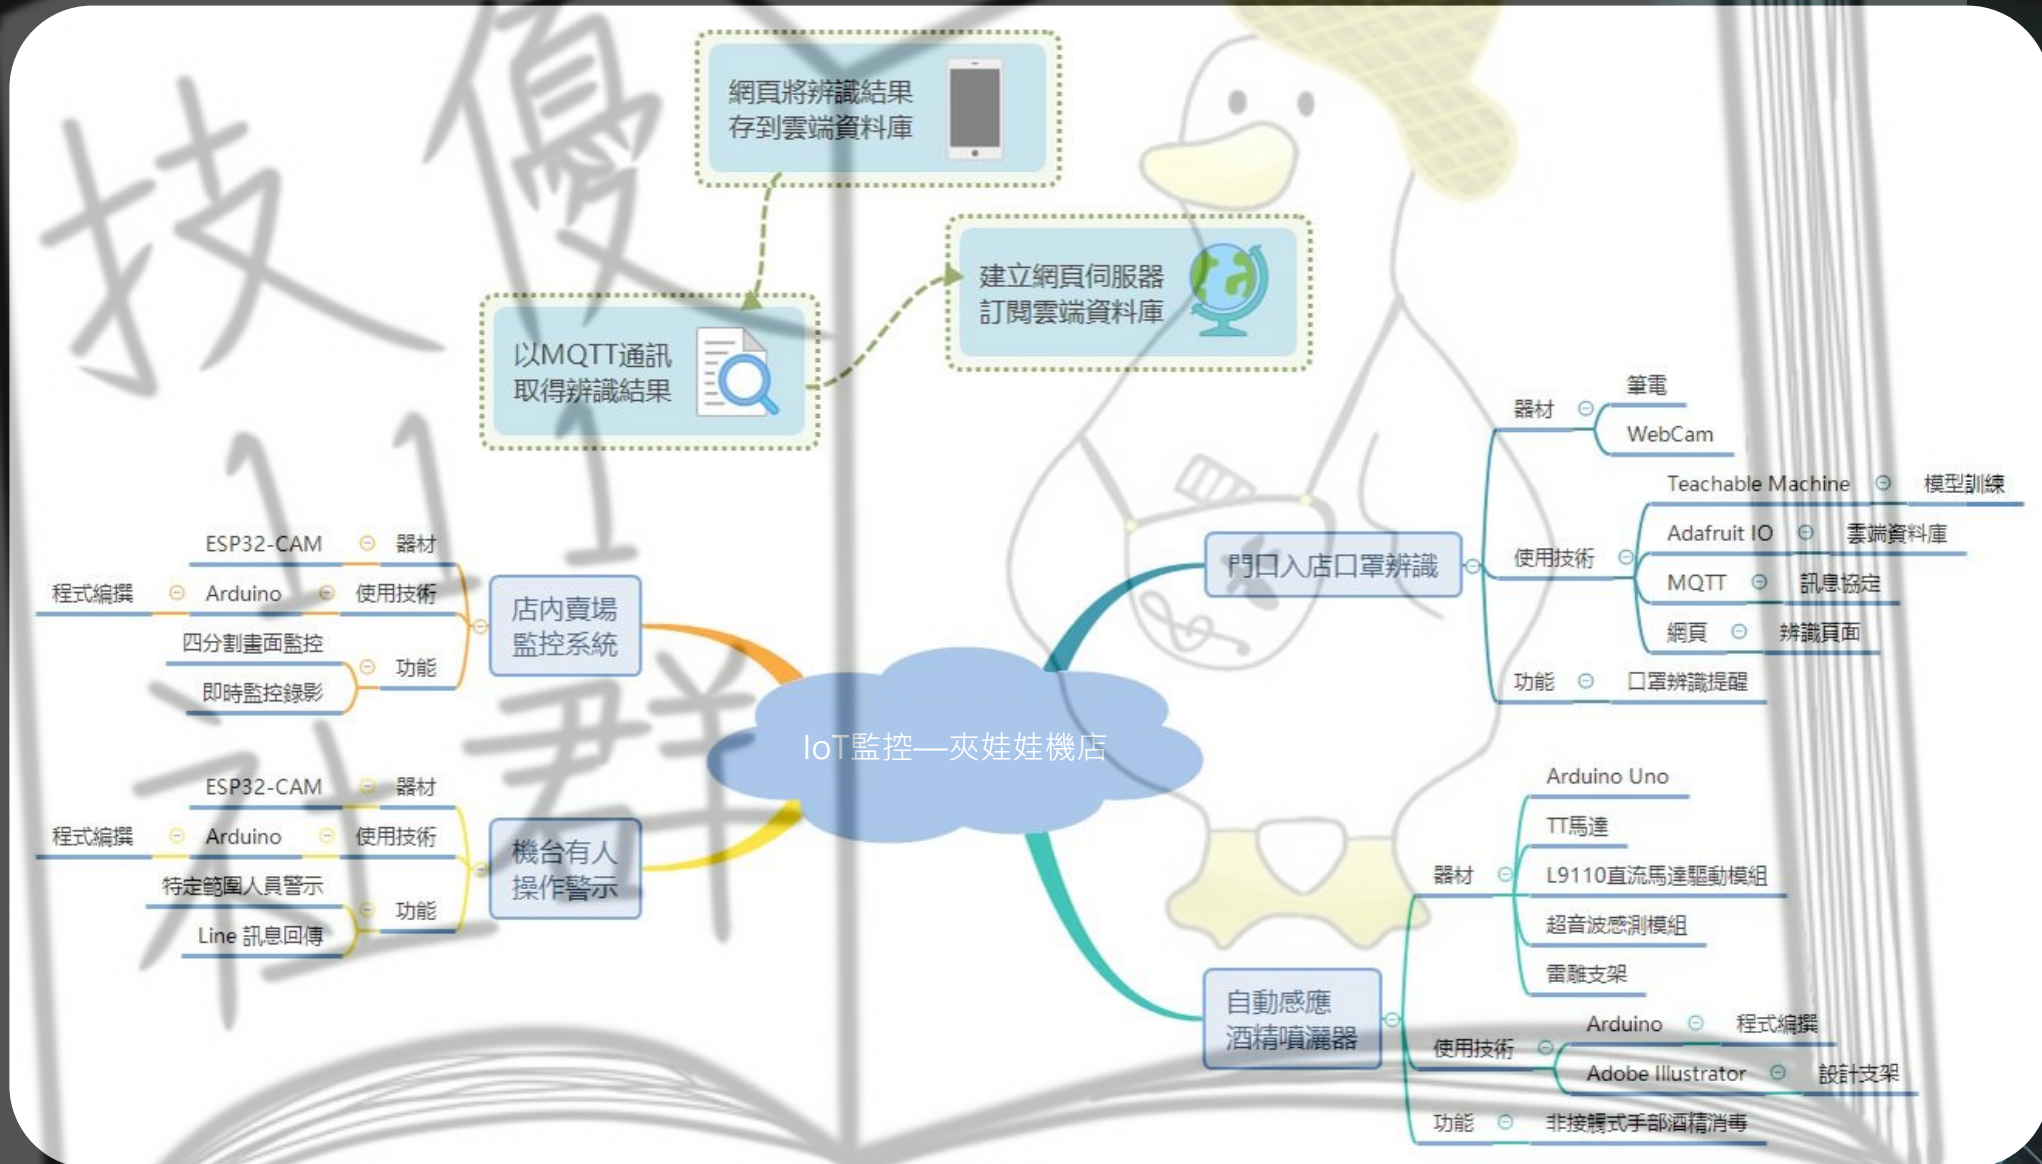 網頁將辨識結果
存到雲端資料庫
以MQTT通訊
取得辨識結果
建立網頁伺服器
訂閱雲端資料庫
IoT監控—夾娃娃機店
店內賣場
監控系統
器材
ESP32-CAM
使用技術
Arduino
程式編撰
功能
四分割畫面監控
即時監控錄影
機台有人
操作警示
器材
ESP32-CAM
使用技術
Arduino
程式編撰
功能
特定範圍人員警示
Line 訊息回傳
門口入店口罩辨識
器材
筆電
WebCam
使用技術
Teachable Machine
模型訓練
Adafruit IO
雲端資料庫
MQTT
訊息協定
網頁
辨識頁面
功能
口罩辨識提醒
自動感應
酒精噴灑器
器材
Arduino Uno
TT馬達
L9110直流馬達驅動模組
超音波感測模組
雷雕支架
使用技術
Arduino
程式編撰
Adobe Illustrator
設計支架
功能
非接觸式手部酒精消毒
技優
111
社群